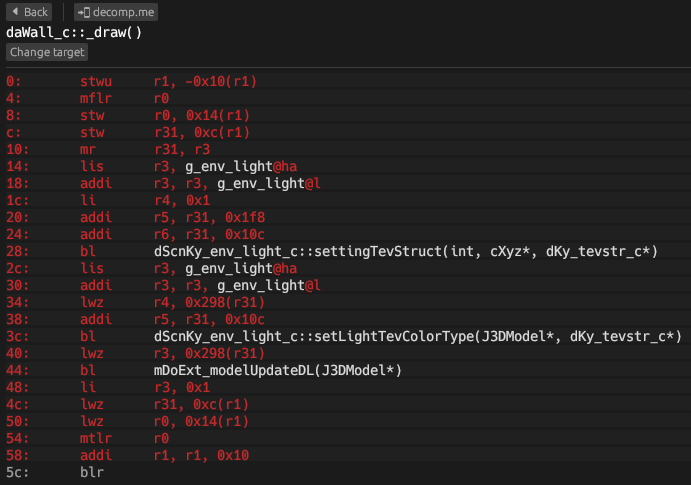 Back decomp.me
daWall_c::_draw()
Change target
0: stwu r1, -0x10(r1)
4: mflr r0
8: stw r0, 0x14(r1)
c: stw r31, 0xc(r1)
10: mr r31, r3
14: lis r3, g_env_light@ha
18: addi r3, r3, g_env_light@l
1c: li r4, 0x1
20: addi r5, r31, 0x1f8
24: addi r6, r31, 0x10c
28: bl dScnKy_env_light_c::settingTevStruct(int, cXyz*, dKy_tevstr_c*)
2c: lis r3, g_env_light@ha
30: addi r3, r3, g_env_light@l
34: lwz r4, 0x298(r31)
38: addi r5, r31, 0x10c
3c: bl dScnKy_env_light_c::setLightTevColorType(J3DModel*, dKy_tevstr_c*)
40: lwz r3, 0x298(r31)
44: bl mDoExt_modelUpdateDL(J3DModel*)
48: li r3, 0x1
4c: lwz r31, 0xc(r1)
50: lwz r0, 0x14(r1)
54: mtlr r0
58: addi r1, r1, 0x10
5c: blr